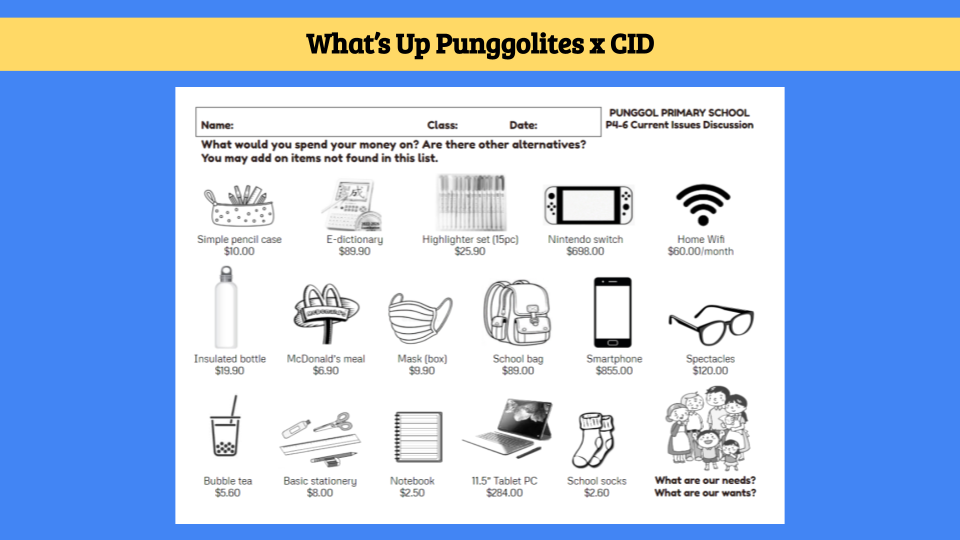 What's Up Punggolites x CID
Name: Class: Date:
PUNGGOL PRIMARY SCHOOL
P4-6 Current Issues Discussion
What would you spend your money on? Are there other alternatives?
You may add on items not found in this list.
Simple pencil case
$10.00
E-dictionary
$89.90
Highlighter set (15pc)
$25.90
Nintendo switch
$698.00
Home Wifi
$60.00/month
McDonald's
Insulated bottle
$19.90
McDonald's meal
$6.90
Mask (box)
$9.90
School bag
$89.00
Smartphone
$855.00
Spectacles
$120.00
Bubble tea
$5.60
Basic stationery
$8.00
Notebook
$2.50
11.5" Tablet PC
$284.00
School socks
$2.60
What are our needs?
What are our wants?